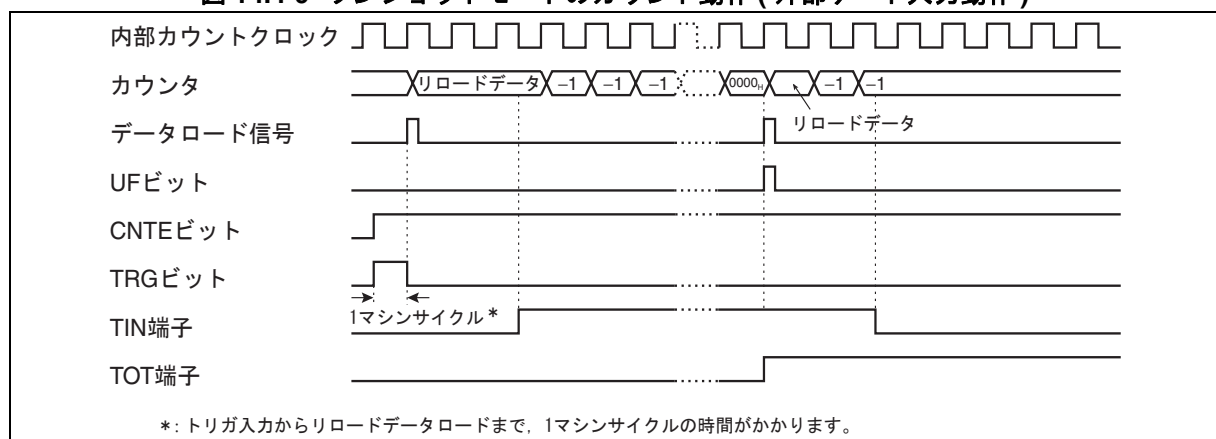 内部カウントクロック
カウンタ リロードデータ −1 −1 −1 0000H −1 −1
リロードデータ
データロード信号
UFビット
CNTEビット
TRGビット
1マシンサイクル*
TIN端子
TOT端子
*: トリガ入力からリロードデータロードまで, 1マシンサイクルの時間がかかります。